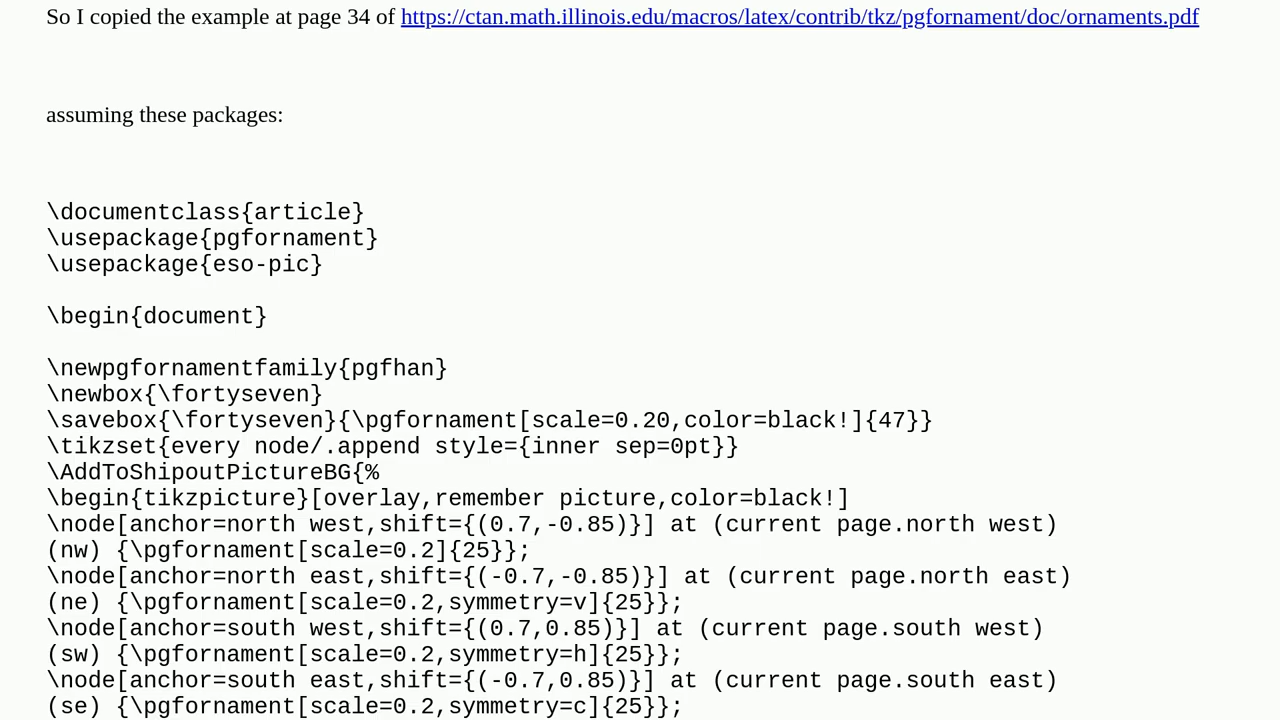 So I copied the example at page 34 of https://ctan.math.illinois.edu/macros/latex/contrib/tkz/pgfornament/doc/ornaments.pdf
assuming these packages:
\documentclass{article}
\usepackage{pgfornament}
\usepackage{eso-pic}
\begin{document}
\newpgfornamentfamily{pgfhan}
\newbox{\fortyseven}
\savebox{\fortyseven}{\pgfornament[scale=0.20,color=black!]{47}}
\tikzset{every node/.append style={inner sep=0pt}}
\AddToShipoutPictureBG{%
\begin{tikzpicture}[overlay,remember picture,color=black!]
\node[anchor=north west,shift={(0.7,-0.85)}] at (current page.north west)
(nw) {\pgfornament[scale=0.2]{25}};
\node[anchor=north east,shift={(-0.7,-0.85)}] at (current page.north east)
(ne) {\pgfornament[scale=0.2,symmetry=v]{25}};
\node[anchor=south west,shift={(0.7,0.85)}] at (current page.south west)
(sw) {\pgfornament[scale=0.2,symmetry=h]{25}};
\node[anchor=south east,shift={(-0.7,0.85)}] at (current page.south east)
(se) {\pgfornament[scale=0.2,symmetry=c]{25}};